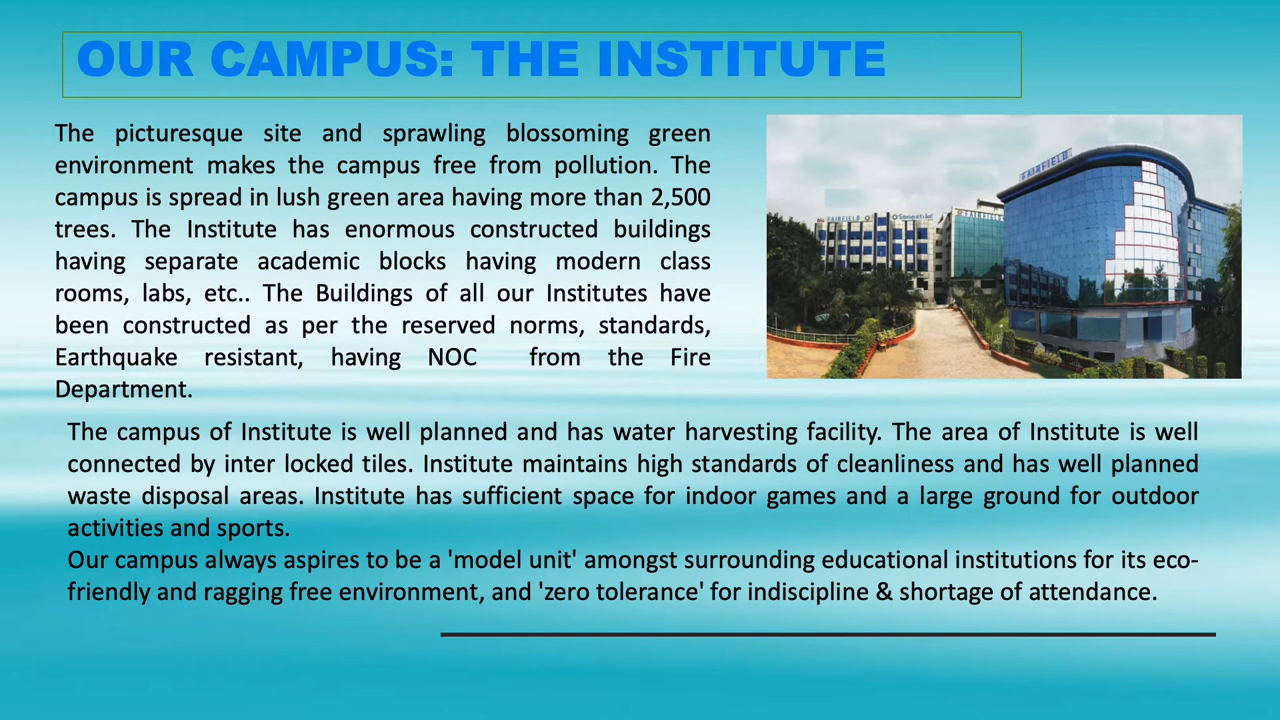 OUR CAMPUS: THE INSTITUTE
The picturesque site and sprawling blossoming green
environment makes the campus free from pollution. The
campus is spread in lush green area having more than 2,500
trees. The Institute has enormous constructed buildings
having separate academic blocks having modern class
rooms, labs, etc.. The Buildings of all our Institutes have
been constructed as per the reserved norms, standards,
Earthquake resistant, having NOC from the Fire
Department.
FAIRFIELD
FAIRFIELD
The campus of Institute is well planned and has water harvesting facility. The area of Institute is well
connected by inter locked tiles. Institute maintains high standards of cleanliness and has well planned
waste disposal areas. Institute has sufficient space for indoor games and a large ground for outdoor
activities and sports.
Our campus always aspires to be a 'model unit' amongst surrounding educational institutions for its eco-
friendly and ragging free environment, and 'zero tolerance' for indiscipline & shortage of attendance.